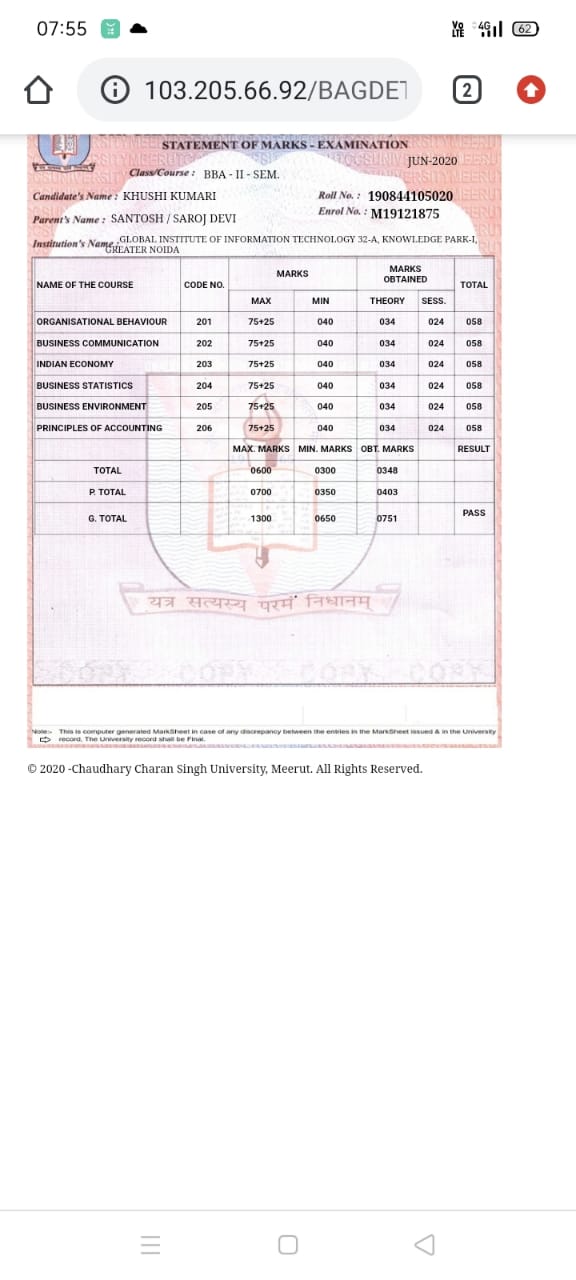 07:55
Vo LTE 4G 62
103.205.66.92/BAGDET
2
STATEMENT OF MARKS - EXAMINATION
JUN-2020
Class/Course : BBA - II - SEM.
Candidate's Name : KHUSHI KUMARI Roll No. : 190844105020
Parent's Name : SANTOSH / SAROJ DEVI Enrol No. : M19121875
Institution's Name : GLOBAL INSTITUTE OF INFORMATION TECHNOLOGY 32-A, KNOWLEDGE PARK-I,
GREATER NOIDA
NAME OF THE COURSE CODE NO. MARKS MARKS OBTAINED TOTAL
MAX MIN THEORY SESS.
ORGANISATIONAL BEHAVIOUR 201 75+25 040 034 024 058
BUSINESS COMMUNICATION 202 75+25 040 034 024 058
INDIAN ECONOMY 203 75+25 040 034 024 058
BUSINESS STATISTICS 204 75+25 040 034 024 058
BUSINESS ENVIRONMENT 205 75+25 040 034 024 058
PRINCIPLES OF ACCOUNTING 206 75+25 040 034 024 058
MAX. MARKS MIN. MARKS OBT. MARKS RESULT
TOTAL 0600 0300 0348
P. TOTAL 0700 0350 0403
G. TOTAL 1300 0650 0751 PASS
यत्र सत्यस्य परमं निधानम्
COPY COPY COPY COPY
Note:- This is computer generated MarkSheet in case of any discrepancy between the entries in the MarkSheet issued & in the University
record, The University record shall be Final.
© 2020 -Chaudhary Charan Singh University, Meerut. All Rights Reserved.